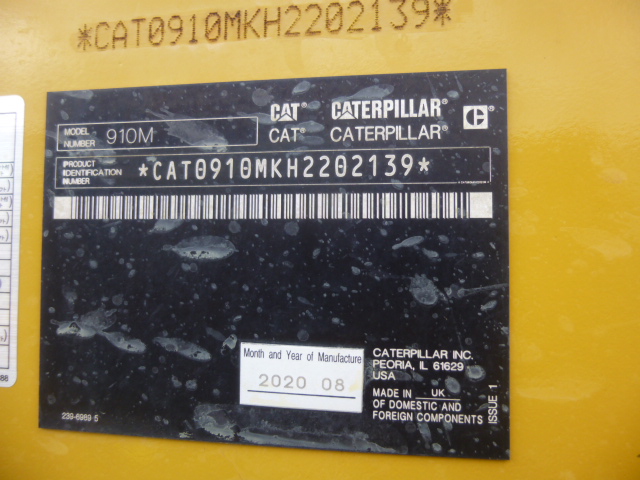 *CAT0910MKH2202139*
CAT® CATERPILLAR®
MODEL NUMBER 910M
CAT® CATERPILLAR®
PRODUCT IDENTIFICATION NUMBER *CAT0910MKH2202139*
Month and Year of Manufacture
2020 08
CATERPILLAR INC.
PEORIA, IL 61629
USA
MADE IN UK
OF DOMESTIC AND
FOREIGN COMPONENTS
ISSUE 1
239-6989 5